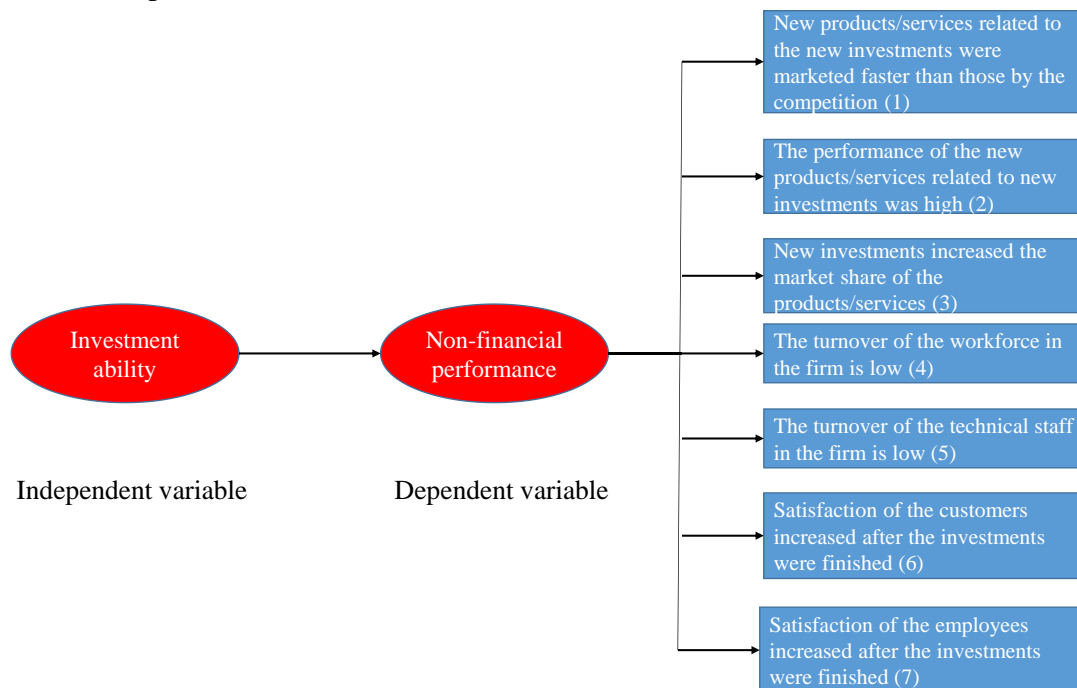 New products/services related to
the new investments were
marketed faster than those by the
competition (1)
The performance of the new
products/services related to new
investments was high (2)
New investments increased the
market share of the
products/services (3)
Investment
ability
Non-financial
performance
The turnover of the workforce in
the firm is low (4)
The turnover of the technical staff
in the firm is low (5)
Independent variable
Dependent variable
Satisfaction of the customers
increased after the investments
were finished (6)
Satisfaction of the employees
increased after the investments
were finished (7)